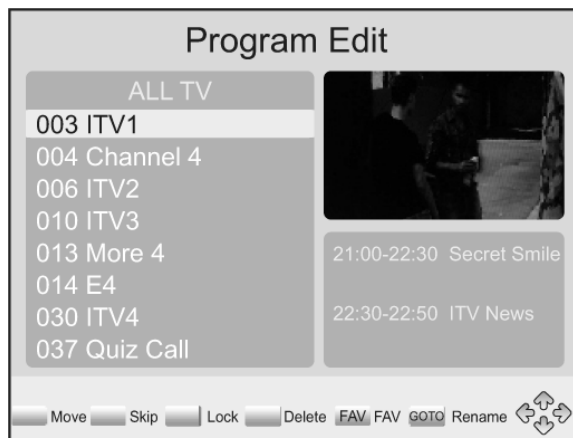 Program Edit
ALL TV
003 ITV1
004 Channel 4
006 ITV2
010 ITV3
013 More 4
014 E4
030 ITV4
037 Quiz Call
21:00-22:30 Secret Smile
22:30-22:50 ITV News
Move Skip Lock Delete FAV FAV GOTO Rename